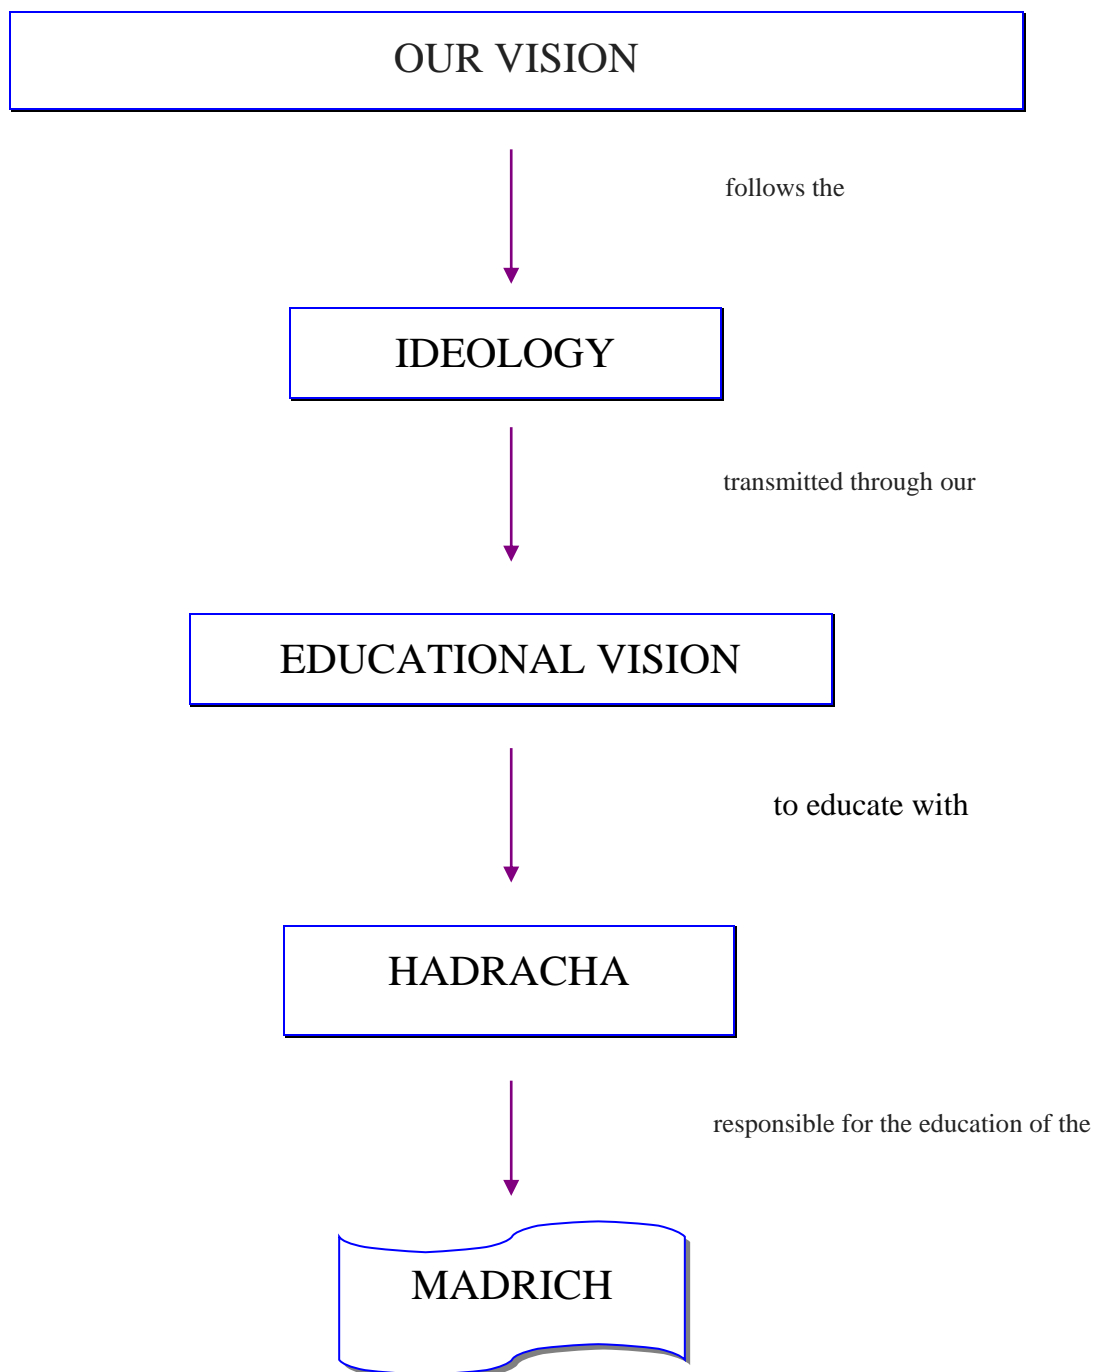 OUR VISION
follows the
IDEOLOGY
transmitted through our
EDUCATIONAL VISION
to educate with
HADRACHA
responsible for the education of the
MADRICH